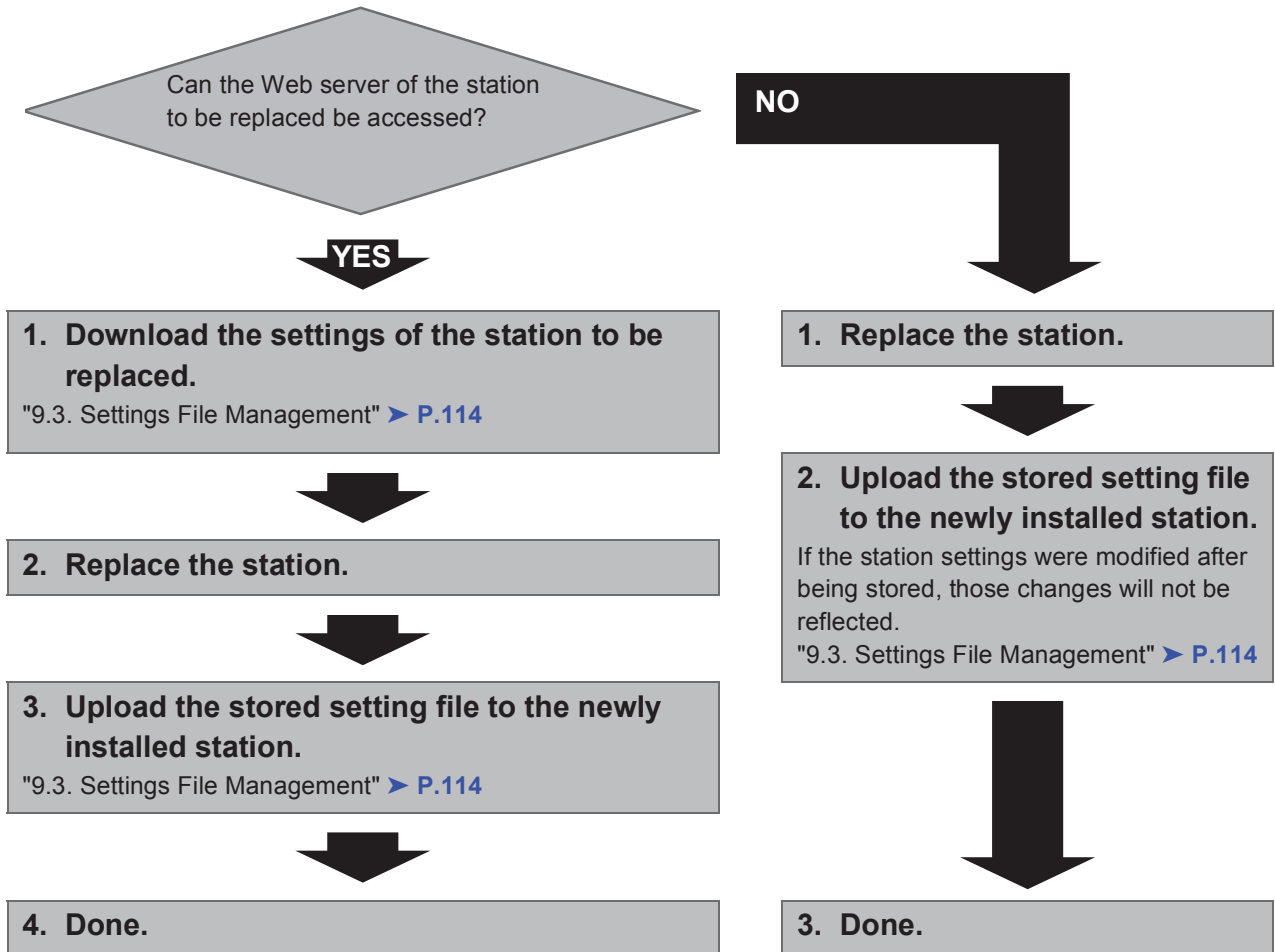 Can the Web server of the station
to be replaced be accessed?
NO
YES
1. Download the settings of the station to be
replaced.
"9.3. Settings File Management" ➤ P.114
2. Replace the station.
3. Upload the stored setting file to the newly
installed station.
"9.3. Settings File Management" ➤ P.114
4. Done.
1. Replace the station.
2. Upload the stored setting file
to the newly installed station.
If the station settings were modified after
being stored, those changes will not be
reflected.
"9.3. Settings File Management" ➤ P.114
3. Done.